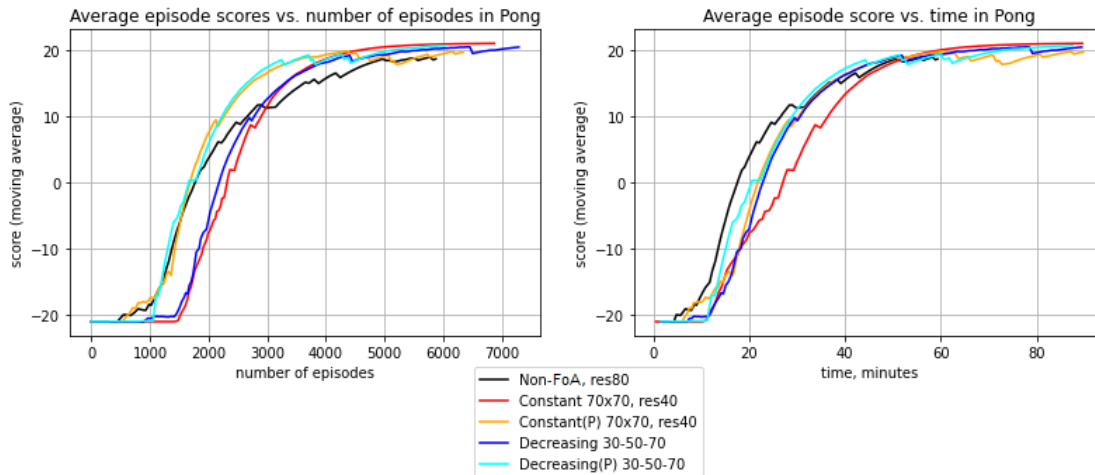 Average episode scores vs. number of episodes in Pong
20
10
0
−10
−20
score (moving average)
0 1000 2000 3000 4000 5000 6000 7000
number of episodes
Average episode score vs. time in Pong
20
10
0
−10
−20
score (moving average)
0 20 40 60 80
time, minutes
Non-FoA, res80
Constant 70x70, res40
Constant(P) 70x70, res40
Decreasing 30-50-70
Decreasing(P) 30-50-70